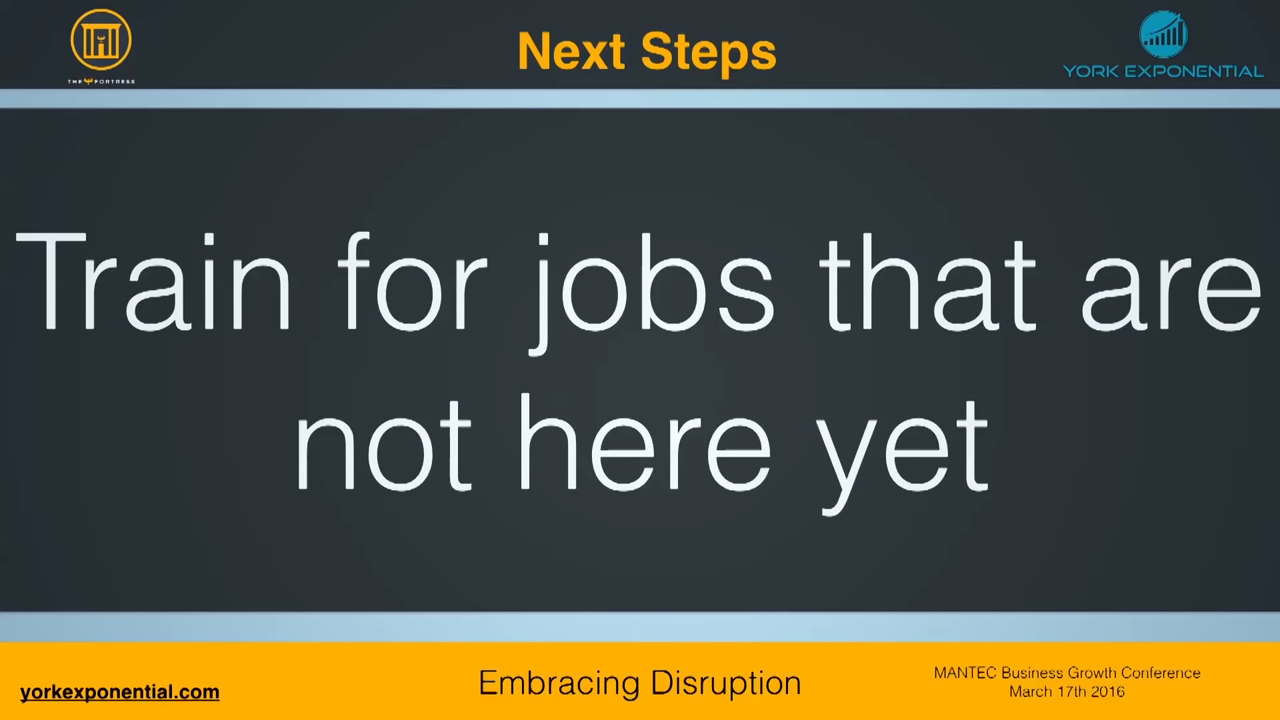 Next Steps
THE FORTRESS
YORK EXPONENTIAL
Train for jobs that are
not here yet
yorkexponential.com
Embracing Disruption
MANTEC Business Growth Conference
March 17th 2016